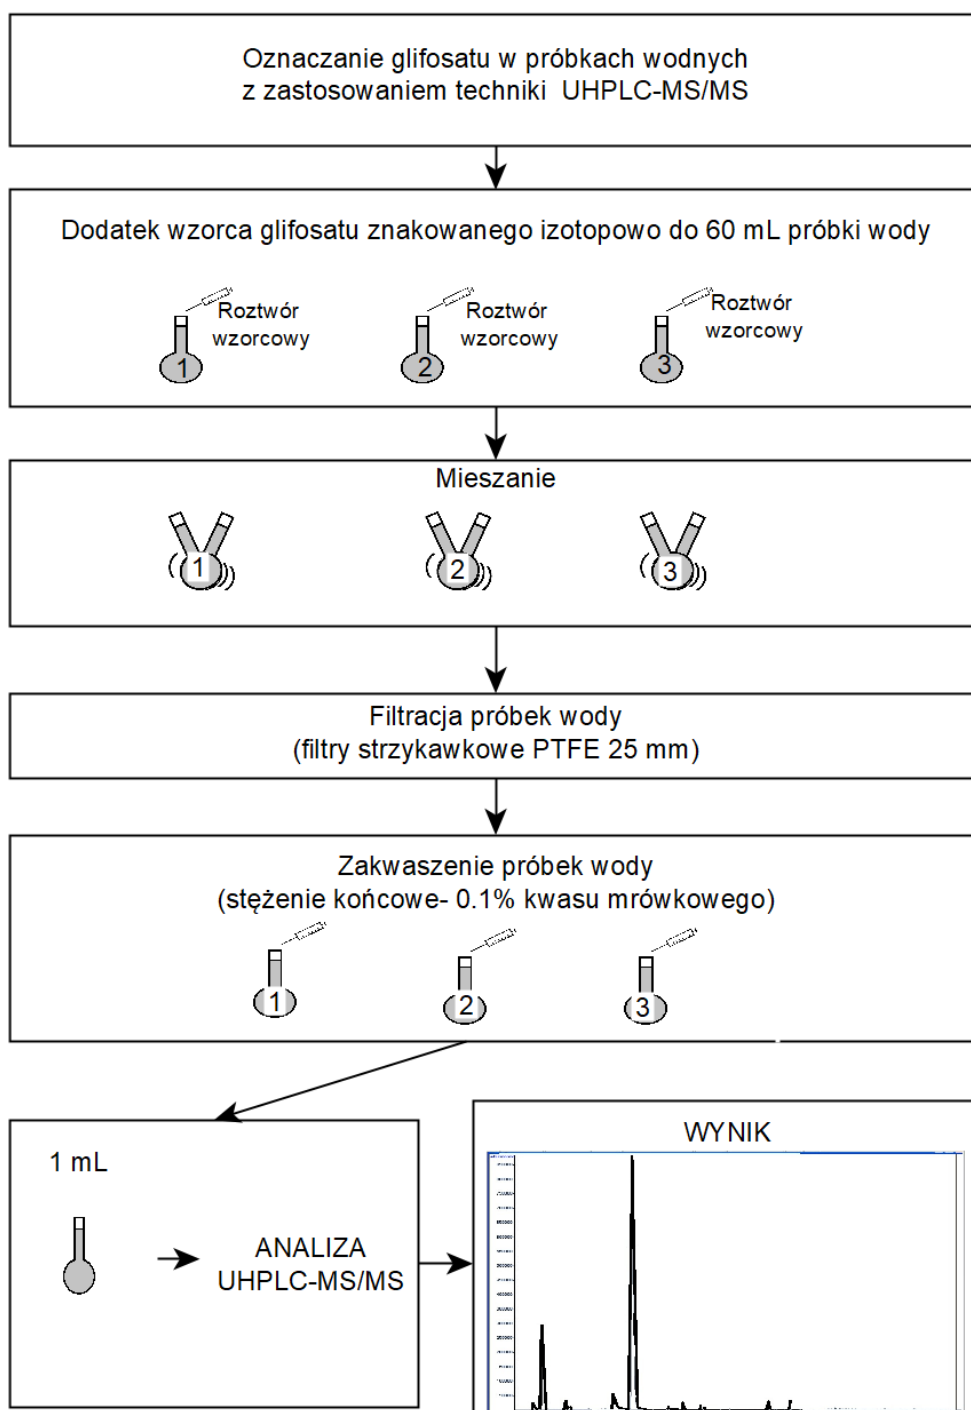 Oznaczanie glifosatu w próbkach wodnych
z zastosowaniem techniki UHPLC-MS/MS
Dodatek wzorca glifosatu znakowanego izotopowo do 60 mL próbki wody
Roztwór
wzorcowy
1
Roztwór
wzorcowy
2
Roztwór
wzorcowy
3
Mieszanie
1
2
3
Filtracja próbek wody
(filtry strzykawkowe PTFE 25 mm)
Zakwaszenie próbek wody
(stężenie końcowe- 0.1% kwasu mrówkowego)
1
2
3
1 mL
ANALIZA
UHPLC-MS/MS
WYNIK